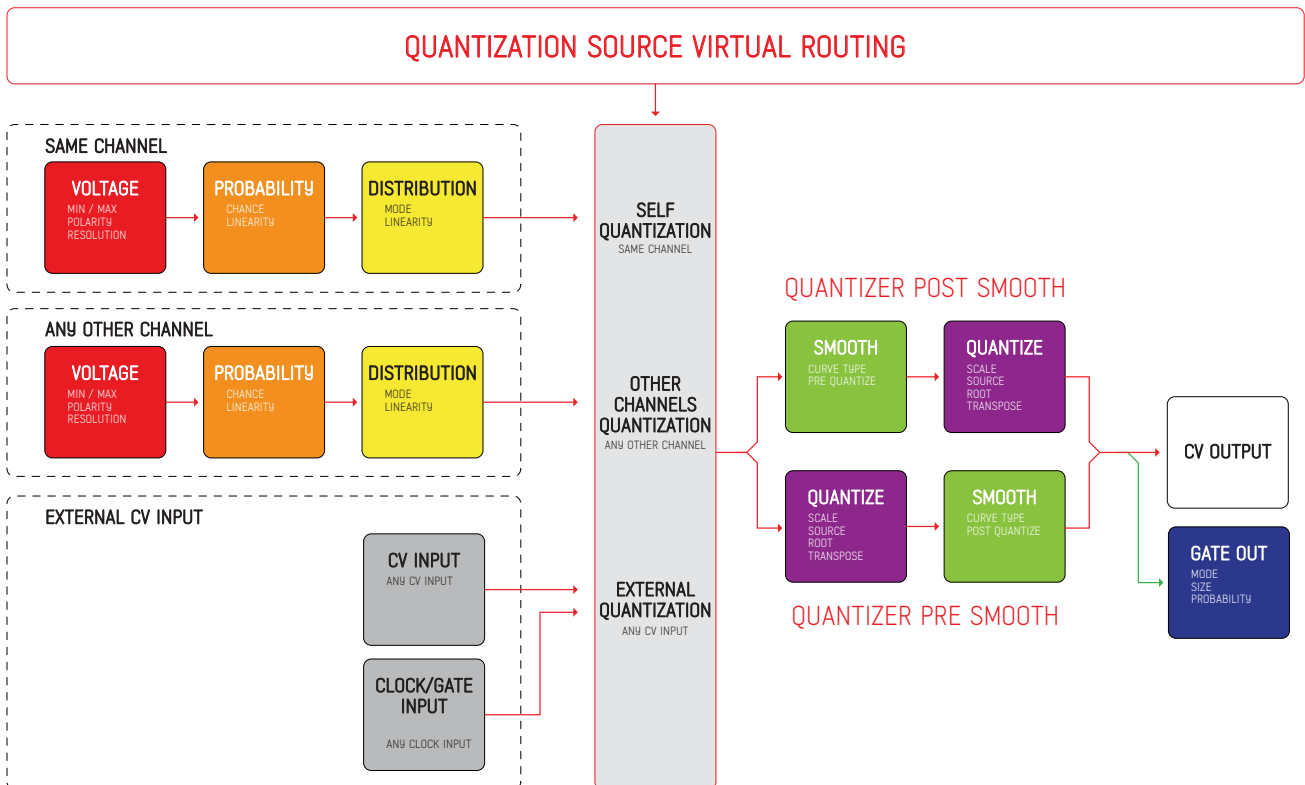 QUANTIZATION SOURCE VIRTUAL ROUTING
SAME CHANNEL
VOLTAGE
MIN / MAX
POLARITY
RESOLUTION
PROBABILITY
CHANCE
LINEARITY
DISTRIBUTION
MODE
LINEARITY
ANY OTHER CHANNEL
VOLTAGE
MIN / MAX
POLARITY
RESOLUTION
PROBABILITY
CHANCE
LINEARITY
DISTRIBUTION
MODE
LINEARITY
EXTERNAL CV INPUT
CV INPUT
ANY CV INPUT
CLOCK/GATE
INPUT
ANY CLOCK INPUT
SELF
QUANTIZATION
SAME CHANNEL
OTHER
CHANNELS
QUANTIZATION
ANY OTHER CHANNEL
EXTERNAL
QUANTIZATION
ANY CV INPUT
QUANTIZER POST SMOOTH
SMOOTH
CURVE TYPE
PRE QUANTIZE
QUANTIZE
SCALE
SOURCE
ROOT
TRANSPOSE
QUANTIZE
SCALE
SOURCE
ROOT
TRANSPOSE
SMOOTH
CURVE TYPE
POST QUANTIZE
QUANTIZER PRE SMOOTH
CV OUTPUT
GATE OUT
MODE
SIZE
PROBABILITY